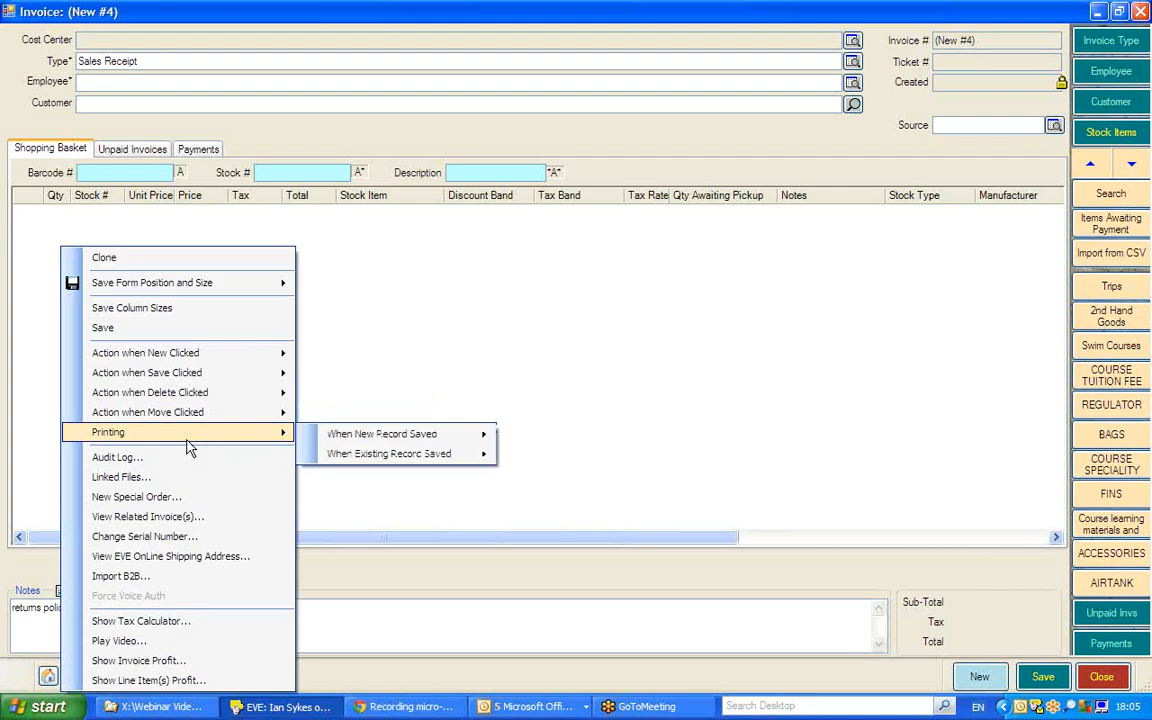 Invoice: (New #4)
Cost Center
Invoice # (New #4)
Invoice Type
Type* Sales Receipt
Ticket #
Employee*
Created
Employee
Customer
Customer
Source
Stock Items
Shopping Basket Unpaid Invoices Payments
Barcode # A Stock # A* Description *A*
Qty Stock # Unit Price Price Tax Total Stock Item Discount Band Tax Band Tax Rate Qty Awaiting Pickup Notes Stock Type Manufacturer
Search
Items Awaiting
Payment
Import from CSV
Trips
2nd Hand
Goods
Swim Courses
COURSE
TUITION FEE
REGULATOR
BAGS
COURSE
SPECIALITY
FINS
Course learning
materials and
ACCESSORIES
AIRTANK
Unpaid Invs
Payments
Clone
Save Form Position and Size
Save Column Sizes
Save
Action when New Clicked
Action when Save Clicked
Action when Delete Clicked
Action when Move Clicked
Printing
When New Record Saved
When Existing Record Saved
Audit Log...
Linked Files...
New Special Order...
View Related Invoice(s)...
Change Serial Number...
View EVE OnLine Shipping Address...
Import B2B...
Force Voice Auth
Show Tax Calculator...
Play Video...
Show Invoice Profit...
Show Line Item(s) Profit...
Notes
returns poli
Sub-Total
Tax
Total
New Save Close
start X:\Webinar Vide... EVE: Ian Sykes o... Recording micro-... 5 Microsoft Offi... GoToMeeting Search Desktop EN 18:05